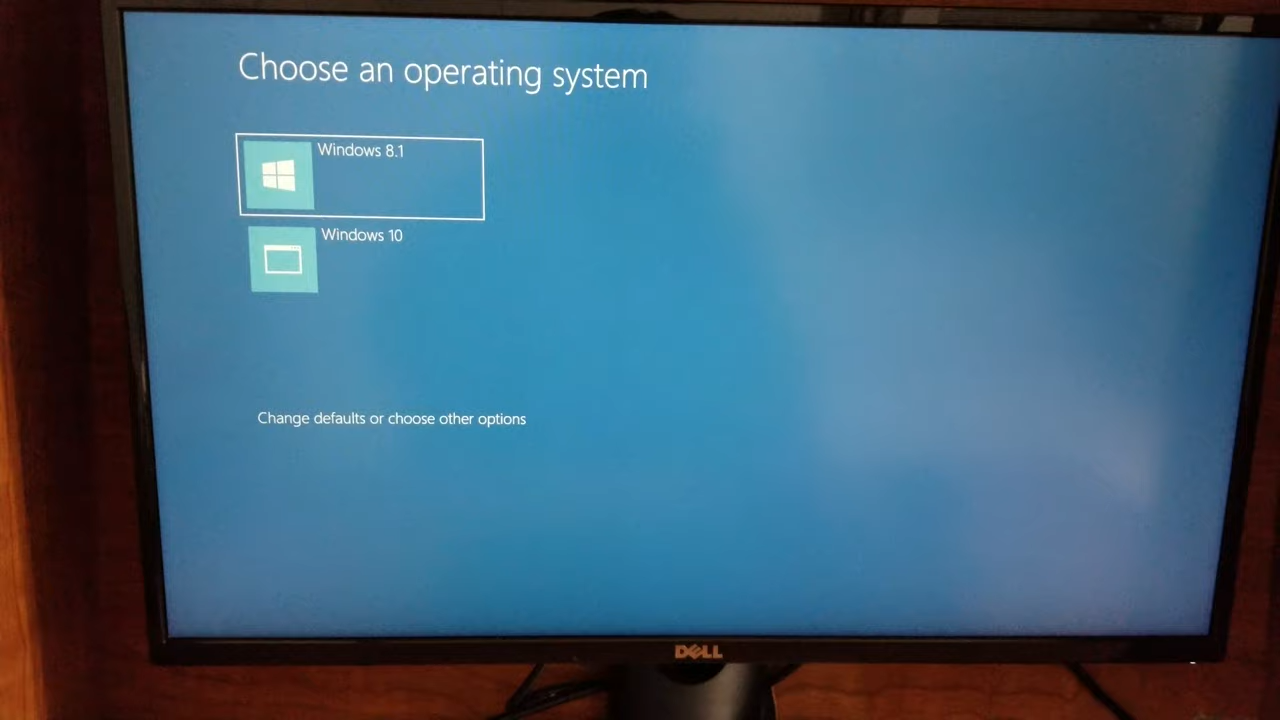 Choose an operating system
Windows 8.1
Windows 10
Change defaults or choose other options
DELL